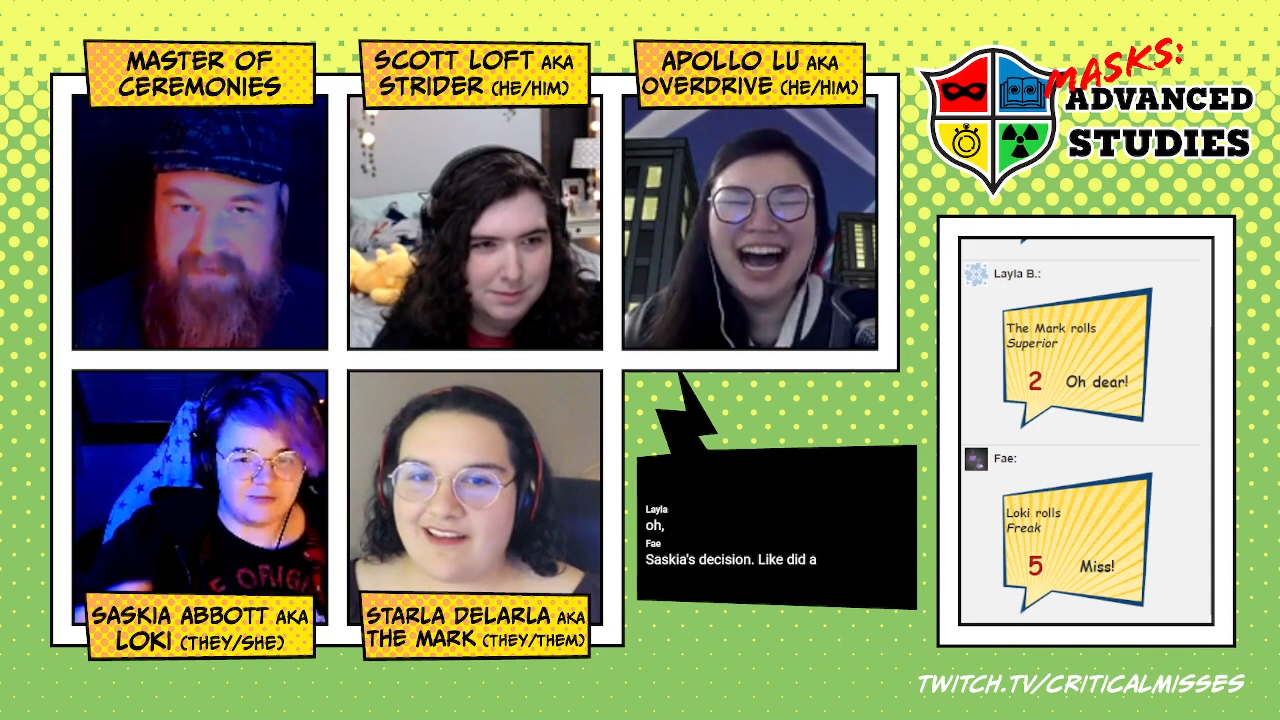 MASTER OF
CEREMONIES
SCOTT LOFT AKA
STRIDER (HE/HIM)
APOLLO LU AKA
OVERDRIVE (HE/HIM)
MASKS:
ADVANCED
STUDIES
Layla B.:
The Mark rolls
Superior
2 Oh dear!
Fae:
Loki rolls
Freak
5 Miss!
Layla
oh,
Fae
Saskia's decision. Like did a
E ORIGI
SASKIA ABBOTT AKA
LOKI (THEY/SHE)
STARLA DELARLA AKA
THE MARK (THEY/THEM)
TWITCH.TV/CRITICALMISSES